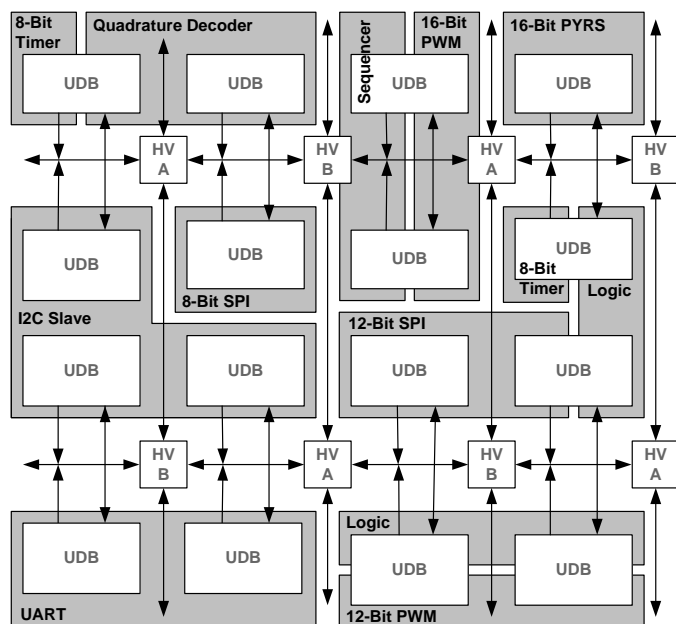 8-Bit
Timer
Quadrature Decoder
Sequencer
16-Bit
PWM
16-Bit PYRS
UDB
UDB
UDB
UDB
HV
A
HV
B
HV
A
HV
B
UDB
UDB
UDB
UDB
8-Bit SPI
8-Bit
Timer
Logic
I2C Slave
12-Bit SPI
UDB
UDB
UDB
UDB
HV
B
HV
A
HV
B
HV
A
Logic
UDB
UDB
UDB
UDB
UART
12-Bit PWM